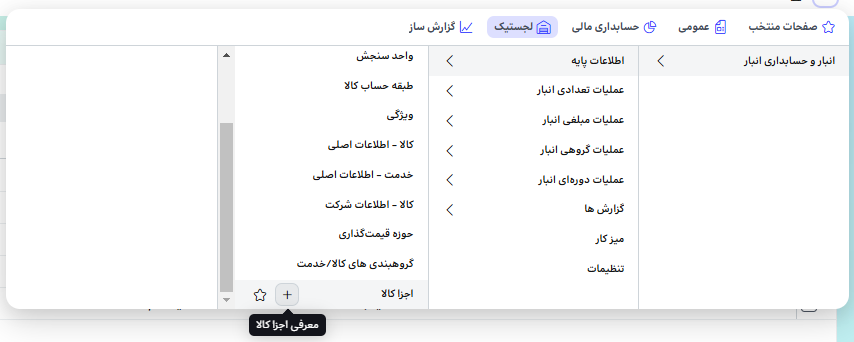 صفحات منتخب
عمومی
حسابداری مالی
لجستیک
گزارش ساز
انبار و حسابداری انبار
اطلاعات پایه
عملیات تعدادی انبار
عملیات مبلغی انبار
عملیات گروهی انبار
عملیات دوره‌ای انبار
گزارش ها
میز کار
تنظیمات
واحد سنجش
طبقه حساب کالا
ویژگی
کالا - اطلاعات اصلی
خدمت - اطلاعات اصلی
کالا - اطلاعات شرکت
حوزه قیمت‌گذاری
گروهبندی های کالا/خدمت
اجزا کالا
معرفی اجزا کالا